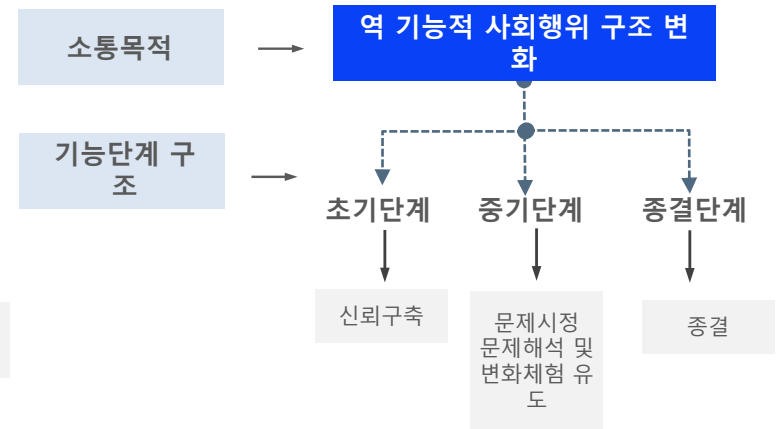 소통목적
역 기능적 사회행위 구조 변
화
기능단계 구
조
초기단계
중기단계
종결단계
신뢰구축
문제시정
문제해석 및
변화체험 유
도
종결